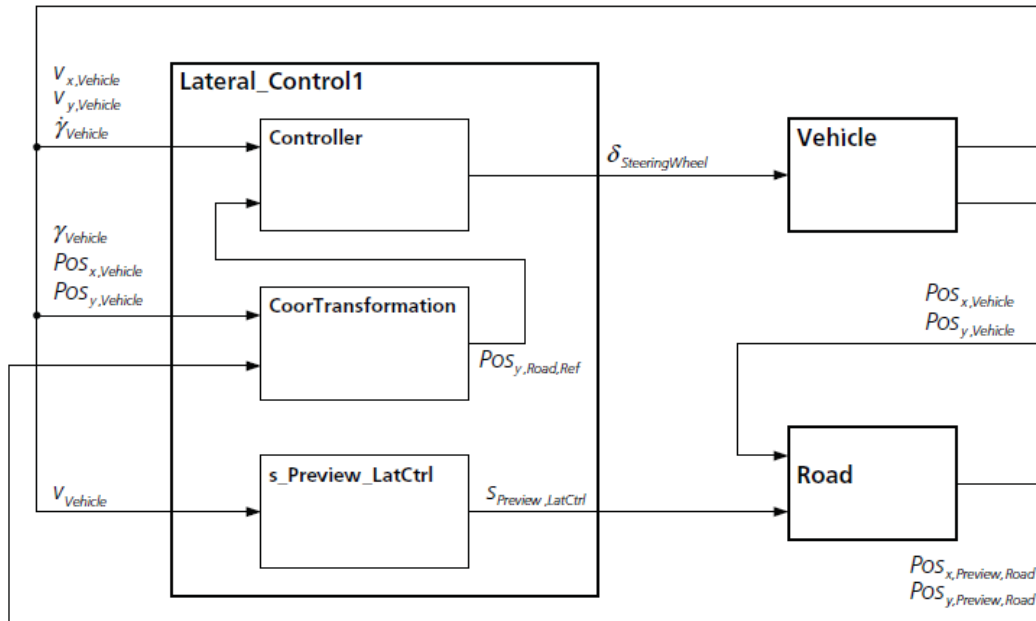 Lateral_Control1
V x,Vehicle
V y,Vehicle
γ̇ Vehicle
Controller
δ SteeringWheel
Vehicle
γ Vehicle
Pos x,Vehicle
Pos y,Vehicle
CoorTransformation
Pos y,Road,Ref
Pos x,Vehicle
Pos y,Vehicle
V Vehicle
s_Preview_LatCtrl
S Preview,LatCtrl
Road
Pos x,Preview,Road
Pos y,Preview,Road